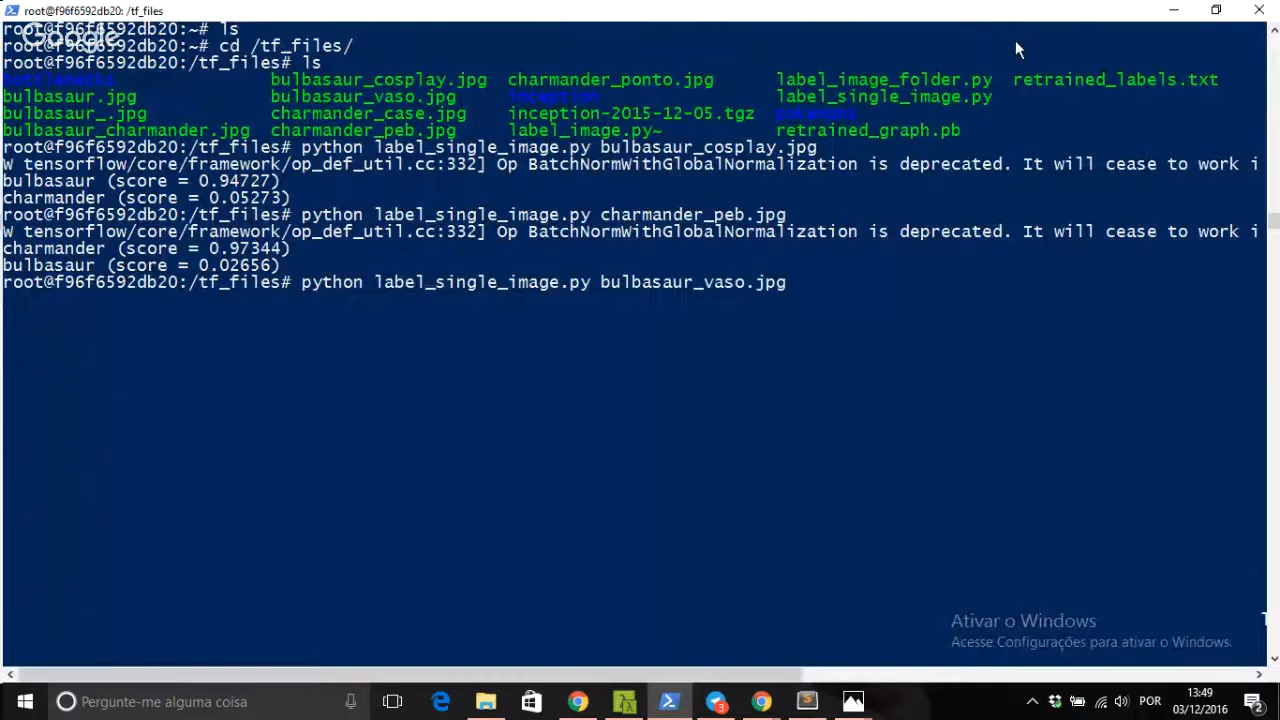 root@f96f6592db20: /tf_files
root@f96f6592db20:~# ls
Google
root@f96f6592db20:~# cd /tf_files/
root@f96f6592db20:/tf_files# ls
bottlenecks bulbasaur_cosplay.jpg charmander_ponto.jpg label_image_folder.py retrained_labels.txt
bulbasaur.jpg bulbasaur_vaso.jpg inception label_single_image.py
bulbasaur_.jpg charmander_case.jpg inception-2015-12-05.tgz pokemons
bulbasaur_charmander.jpg charmander_peb.jpg label_image.py~ retrained_graph.pb
root@f96f6592db20:/tf_files# python label_single_image.py bulbasaur_cosplay.jpg
W tensorflow/core/framework/op_def_util.cc:332] Op BatchNormWithGlobalNormalization is deprecated. It will cease to work i
bulbasaur (score = 0.94727)
charmander (score = 0.05273)
root@f96f6592db20:/tf_files# python label_single_image.py charmander_peb.jpg
W tensorflow/core/framework/op_def_util.cc:332] Op BatchNormWithGlobalNormalization is deprecated. It will cease to work i
charmander (score = 0.97344)
bulbasaur (score = 0.02656)
root@f96f6592db20:/tf_files# python label_single_image.py bulbasaur_vaso.jpg
Ativar o Windows
Acesse Configurações para ativar o Windows.
Pergunte-me alguma coisa
3
POR
13:49
03/12/2016
2